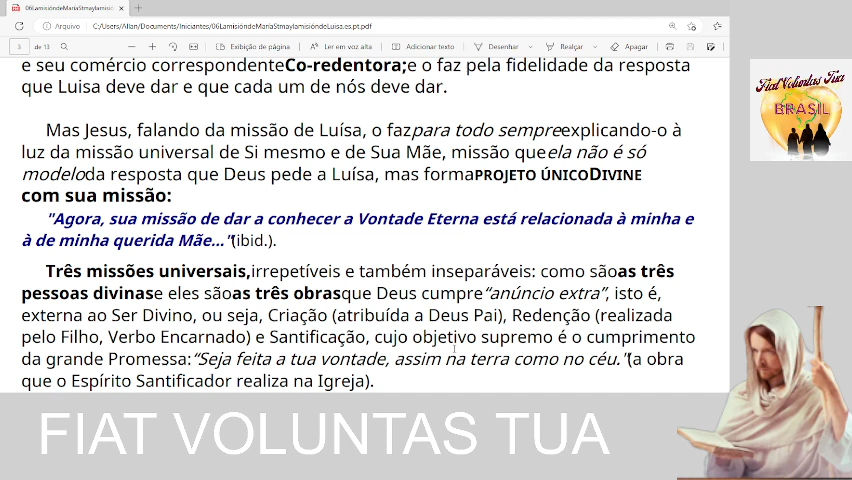 06LamisióndeMaríaStmaylamisió
Arquivo
C:/Users/Allan/Documents/Iniciantes/06LamisióndeMaríaStmaylamisióndeLuisa.es.pt.pdf
3 de 13 Exibição de página Ler em voz alta Adicionar texto Desenhar Realçar Apagar
e seu comércio correspondenteCo-redentora;e o faz pela fidelidade da resposta
que Luisa deve dar e que cada um de nós deve dar.
Mas Jesus, falando da missão de Luísa, o fazpara todo sempreexplicando-o à
luz da missão universal de Si mesmo e de Sua Mãe, missão queela não é só
modeloda resposta que Deus pede a Luísa, mas formaPROJETO ÚNICODIVINE
com sua missão:
"Agora, sua missão de dar a conhecer a Vontade Eterna está relacionada à minha e
à de minha querida Mãe..."(ibid.).
Três missões universais,irrepetíveis e também inseparáveis: como sãoas três
pessoas divinase eles sãoas três obrasque Deus cumpre“anúncio extra”, isto é,
externa ao Ser Divino, ou seja, Criação (atribuída a Deus Pai), Redenção (realizada
pelo Filho, Verbo Encarnado) e Santificação, cujo objetivo supremo é o cumprimento
da grande Promessa:“Seja feita a tua vontade, assim na terra como no céu."(a obra
que o Espírito Santificador realiza na Igreja).
Fiat Voluntas Tua
BRASIL
FIAT VOLUNTAS TUA